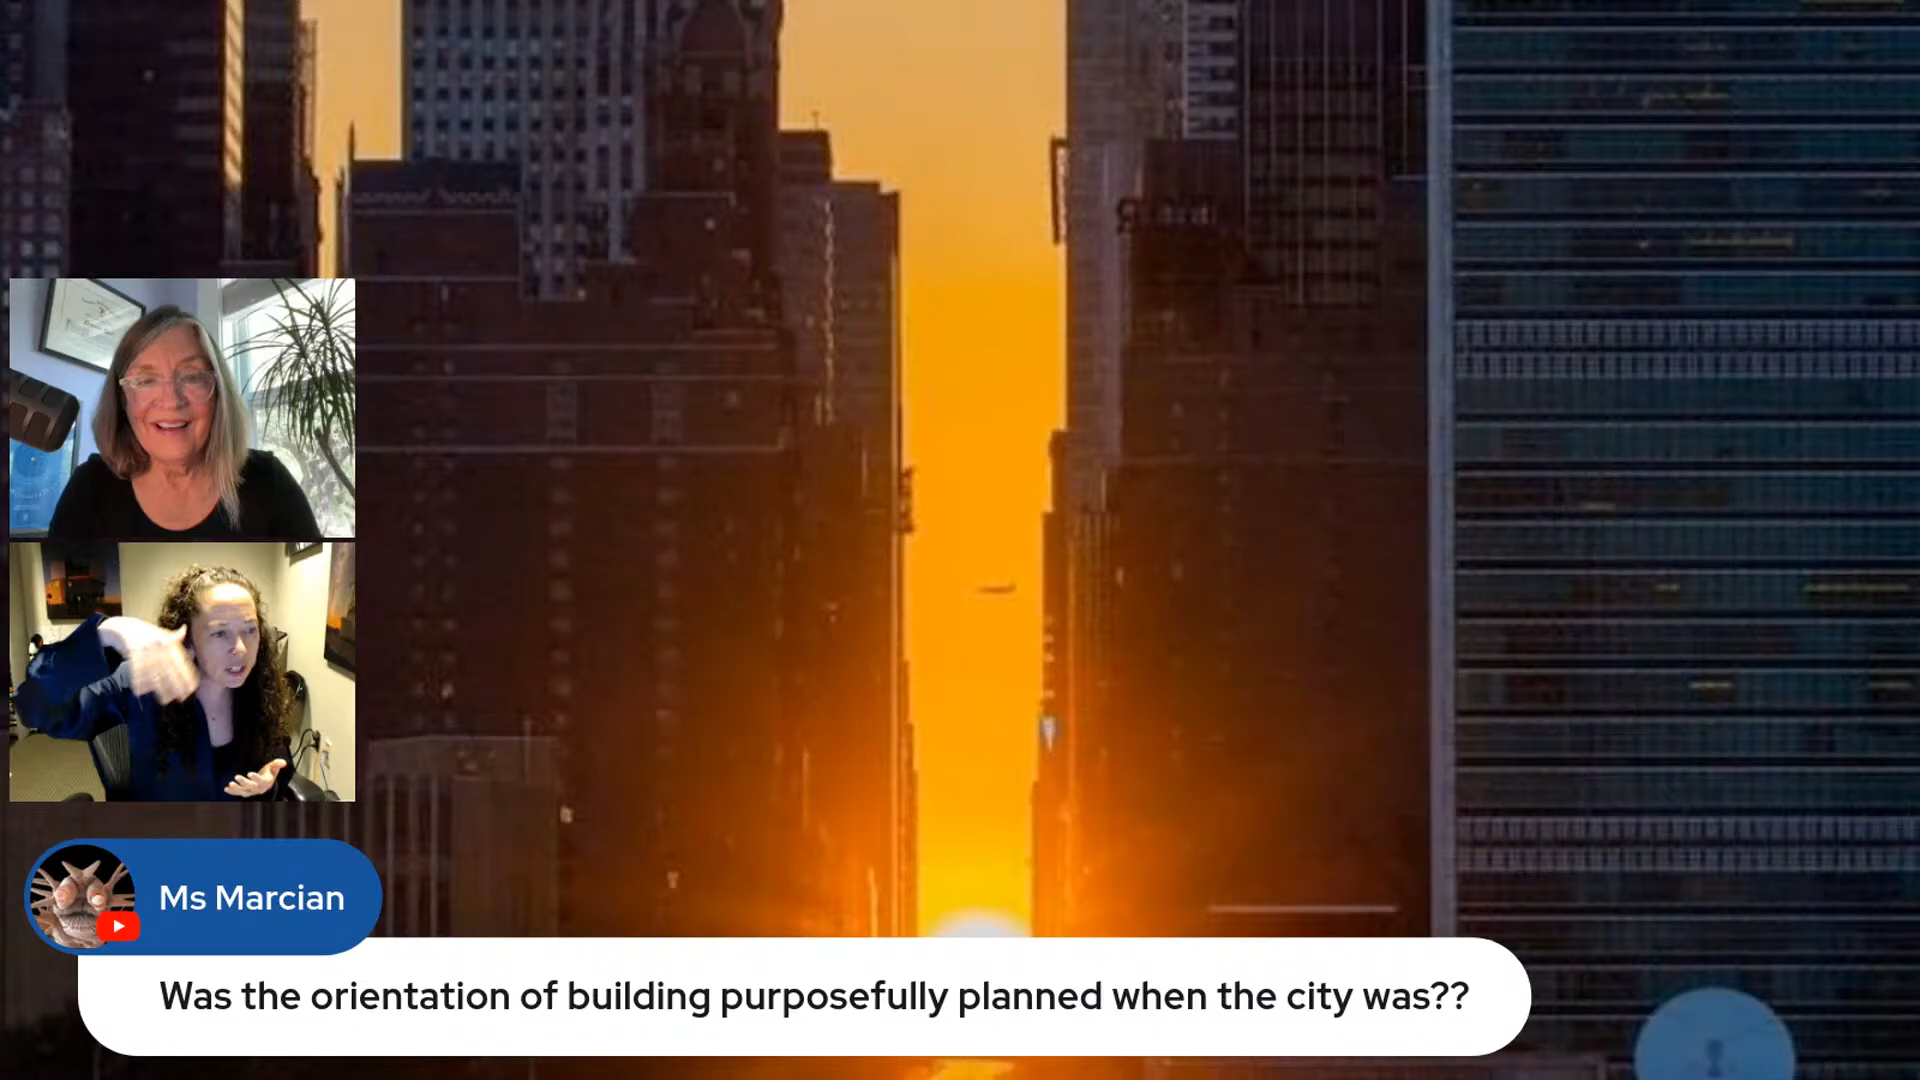 Ms Marcian
Was the orientation of building purposefully planned when the city was??